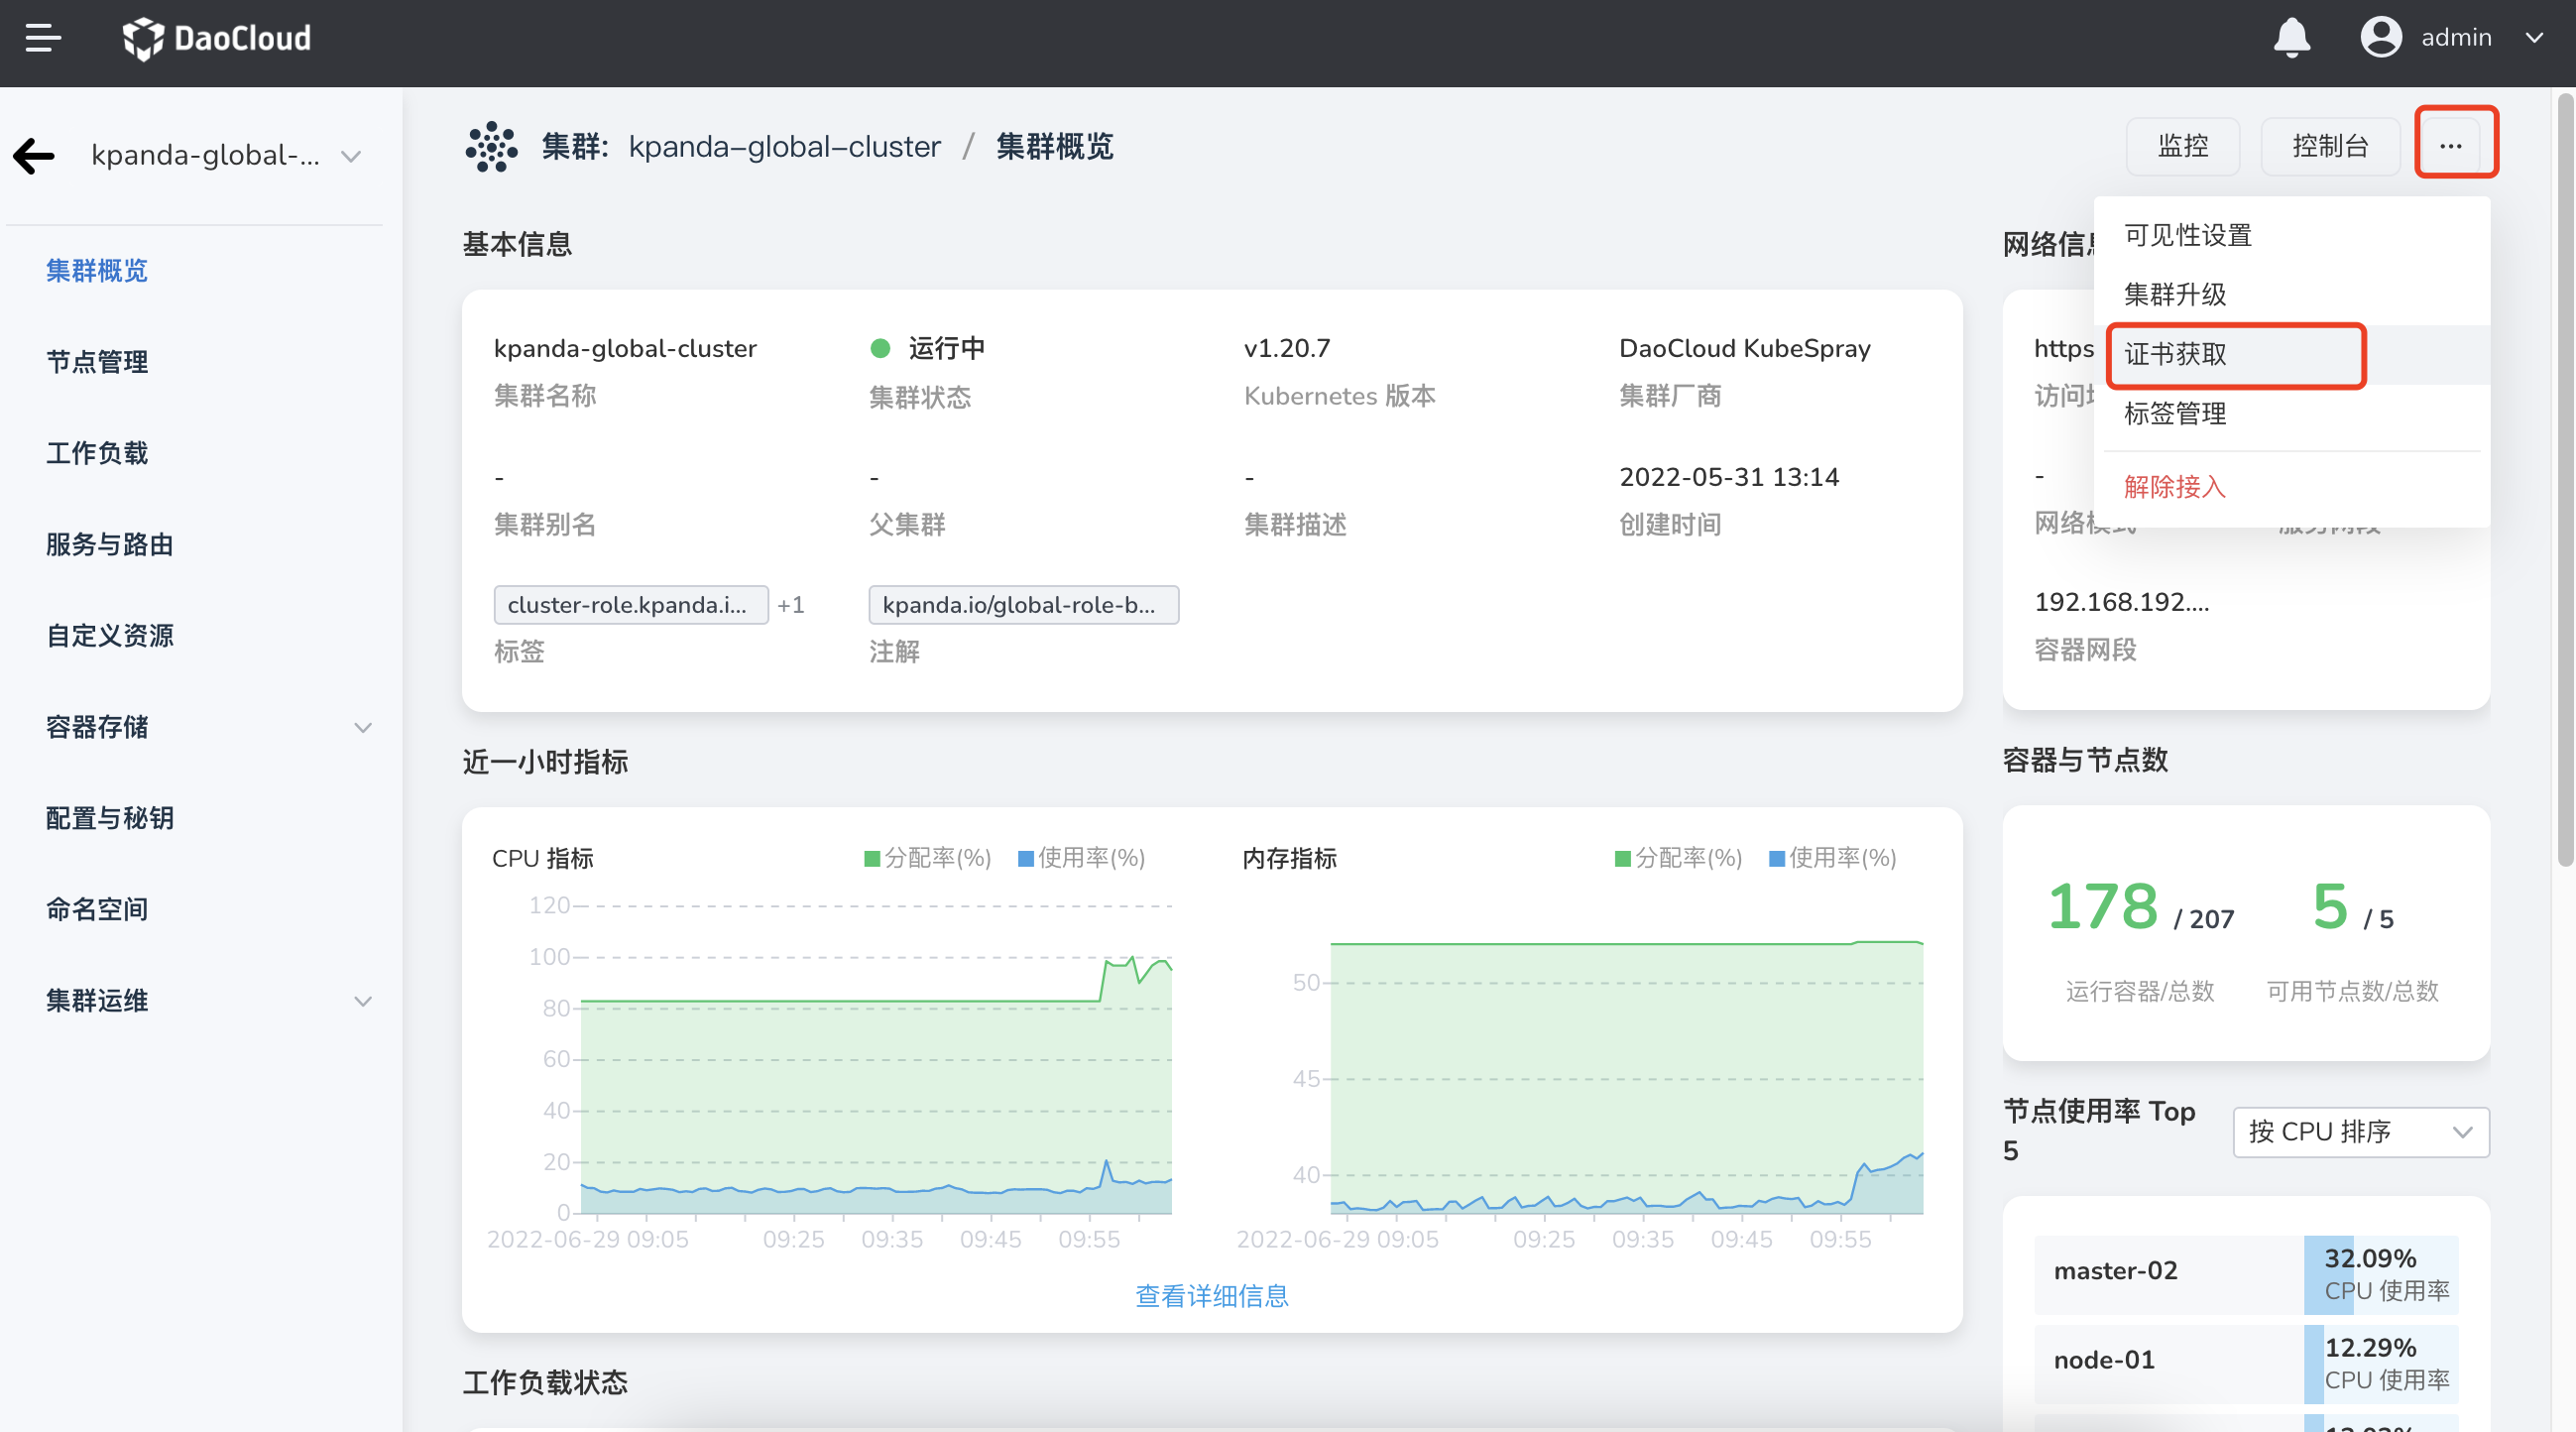 DaoCloud
admin
kpanda-global-...
集群: kpanda-global-cluster / 集群概览
监控
控制台
...
可见性设置
集群升级
证书获取
标签管理
解除接入
集群概览
节点管理
工作负载
服务与路由
自定义资源
容器存储
配置与秘钥
命名空间
集群运维
基本信息
kpanda-global-cluster
集群名称
运行中
集群状态
v1.20.7
Kubernetes 版本
DaoCloud KubeSpray
集群厂商
-
集群别名
-
父集群
-
集群描述
2022-05-31 13:14
创建时间
cluster-role.kpanda.i... +1
标签
kpanda.io/global-role-b...
注解
网络信息
https
访问
-
网络模式
服务网段
192.168.192....
容器网段
近一小时指标
CPU 指标
分配率(%) 使用率(%)
120
100
80
60
40
20
0
2022-06-29 09:05 09:25 09:35 09:45 09:55
内存指标
分配率(%) 使用率(%)
50
45
40
2022-06-29 09:05 09:25 09:35 09:45 09:55
查看详细信息
容器与节点数
178 / 207
运行容器/总数
5 / 5
可用节点数/总数
节点使用率 Top
5
按 CPU 排序
master-02
32.09%
CPU 使用率
node-01
12.29%
CPU 使用率
工作负载状态